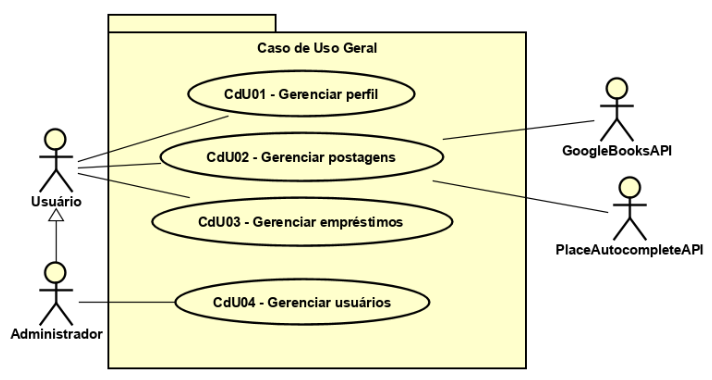 Caso de Uso Geral
CdU01 - Gerenciar perfil
CdU02 - Gerenciar postagens
GoogleBooksAPI
Usuário
CdU03 - Gerenciar empréstimos
PlaceAutocompleteAPI
CdU04 - Gerenciar usuários
Administrador